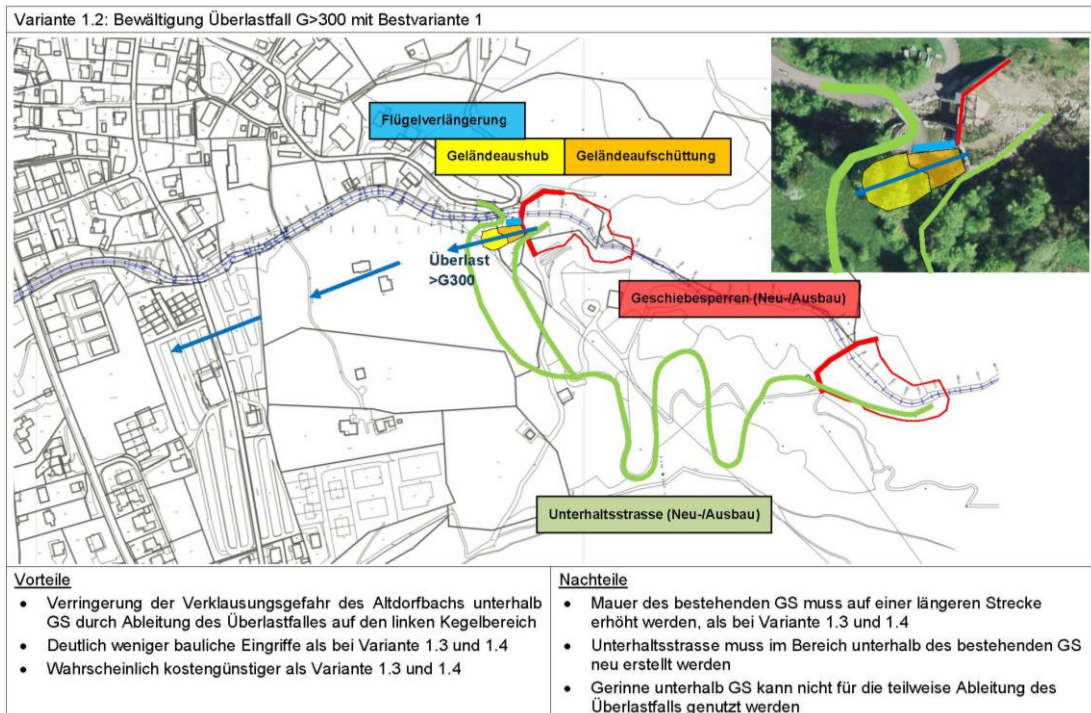 Variante 1.2: Bewältigung Überlastfall G>300 mit Bestvariante 1
Flügelverlängerung
Geländeaushub
Geländeaufschüttung
Überlast
>G300
Geschiebesperren (Neu-/Ausbau)
Unterhaltsstrasse (Neu-/Ausbau)
Vorteile
• Verringerung der Verklausungsgefahr des Altdorfbachs unterhalb
GS durch Ableitung des Überlastfalles auf den linken Kegelbereich
• Deutlich weniger bauliche Eingriffe als bei Variante 1.3 und 1.4
• Wahrscheinlich kostengünstiger als Variante 1.3 und 1.4
Nachteile
• Mauer des bestehenden GS muss auf einer längeren Strecke
erhöht werden, als bei Variante 1.3 und 1.4
• Unterhaltsstrasse muss im Bereich unterhalb des bestehenden GS
neu erstellt werden
• Gerinne unterhalb GS kann nicht für die teilweise Ableitung des
Überlastfalls genutzt werden